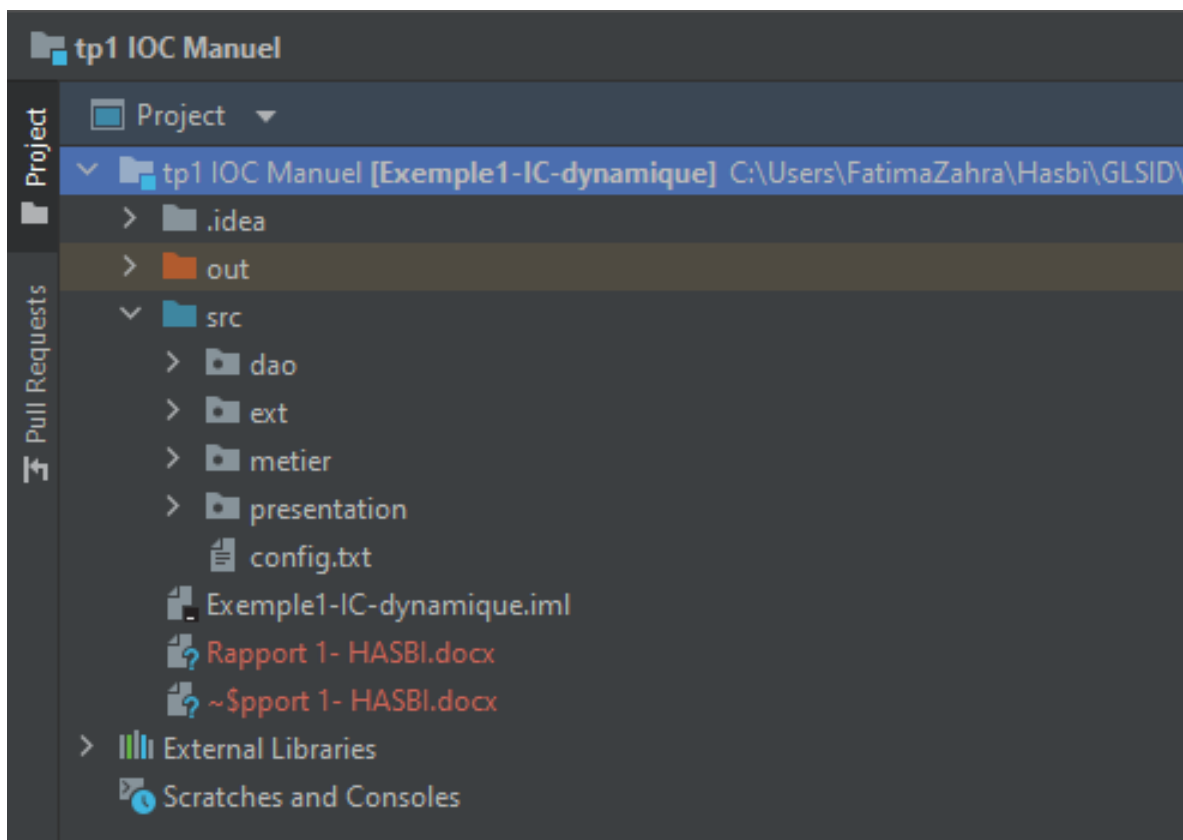 tp1 IOC Manuel
Project
Pull Requests
Project
tp1 IOC Manuel [Exemple1-IC-dynamique] C:\Users\FatimaZahra\Hasbi\GLSID\
.idea
out
src
dao
ext
metier
presentation
config.txt
Exemple1-IC-dynamique.iml
Rapport 1- HASBI.docx
~$pport 1- HASBI.docx
External Libraries
Scratches and Consoles